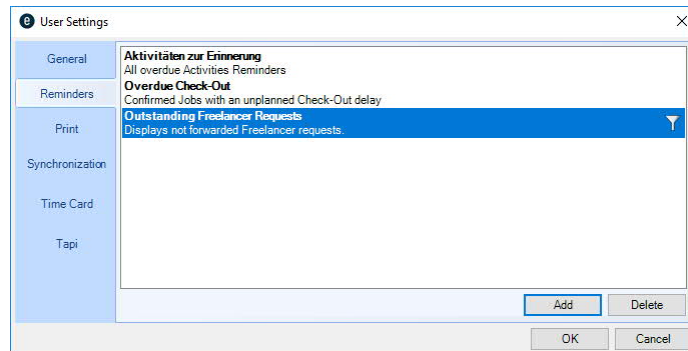 e User Settings
General
Reminders
Print
Synchronization
Time Card
Tapi
Aktivitäten zur Erinnerung
All overdue Activities Reminders
Overdue Check-Out
Confirmed Jobs with an unplanned Check-Out delay
Outstanding Freelancer Requests
Displays not forwarded Freelancer requests.
Add Delete
OK Cancel